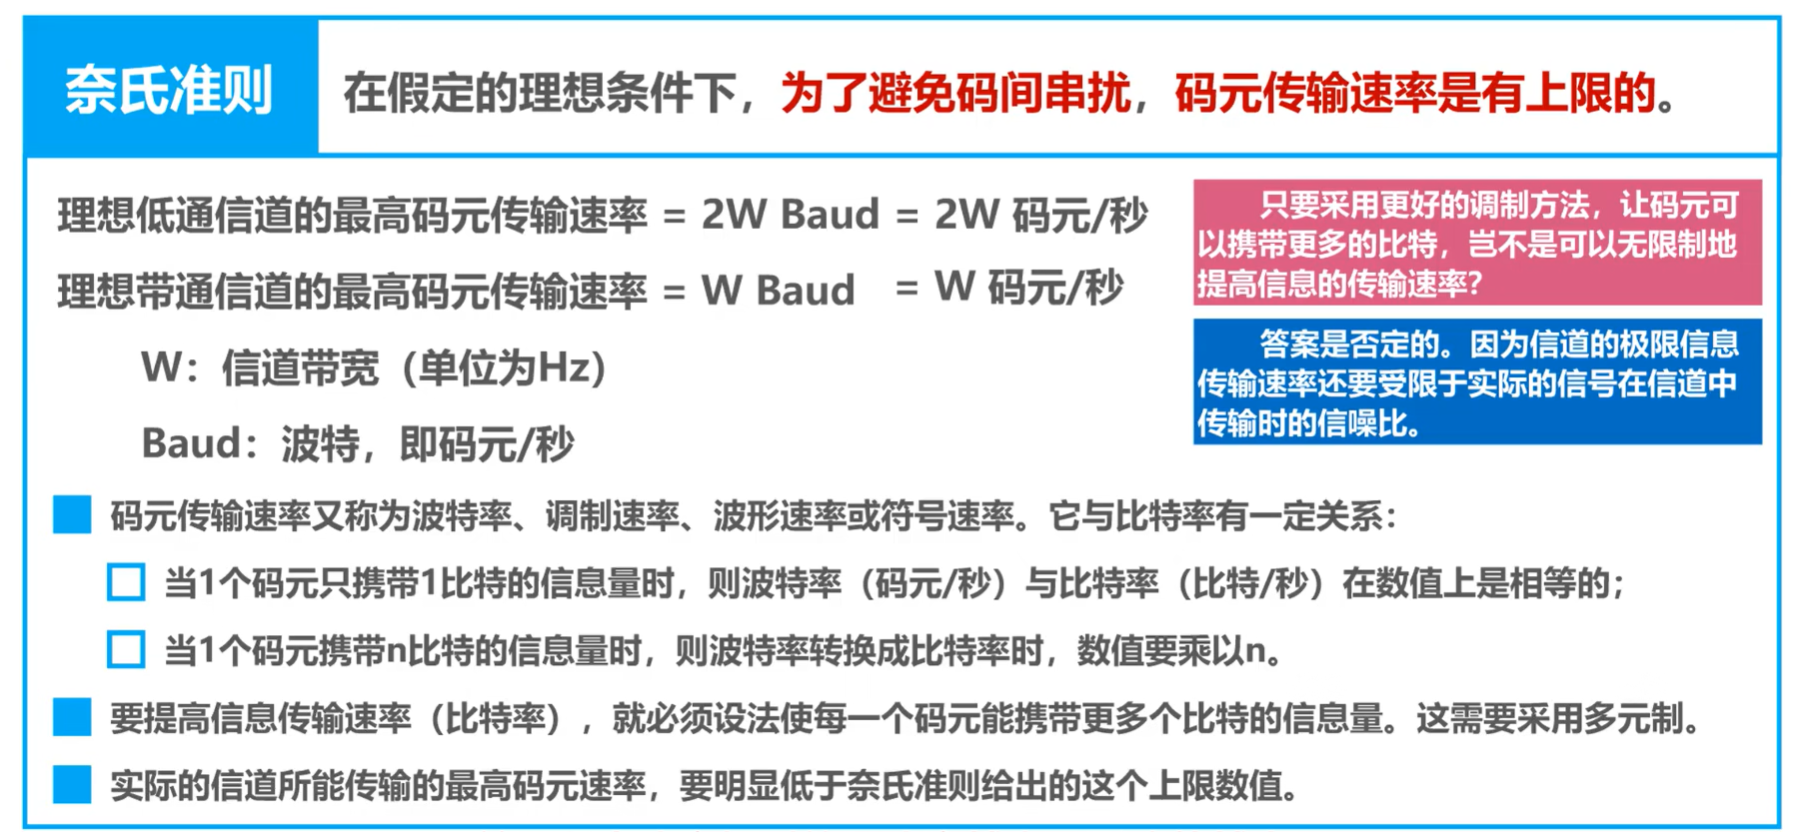 奈氏准则
在假定的理想条件下，为了避免码间串扰，码元传输速率是有上限的。
理想低通信道的最高码元传输速率 = 2W Baud = 2W 码元/秒
理想带通信道的最高码元传输速率 = W Baud = W 码元/秒
W：信道带宽（单位为Hz）
Baud：波特，即码元/秒
只要采用更好的调制方法，让码元可
以携带更多的比特，岂不是可以无限制地
提高信息的传输速率？
答案是否定的。因为信道的极限信息
传输速率还要受限于实际的信号在信道中
传输时的信噪比。
码元传输速率又称为波特率、调制速率、波形速率或符号速率。它与比特率有一定关系：
当1个码元只携带1比特的信息量时，则波特率（码元/秒）与比特率（比特/秒）在数值上是相等的；
当1个码元携带n比特的信息量时，则波特率转换成比特率时，数值要乘以n。
要提高信息传输速率（比特率），就必须设法使每一个码元能携带更多个比特的信息量。这需要采用多元制。
实际的信道所能传输的最高码元速率，要明显低于奈氏准则给出的这个上限数值。